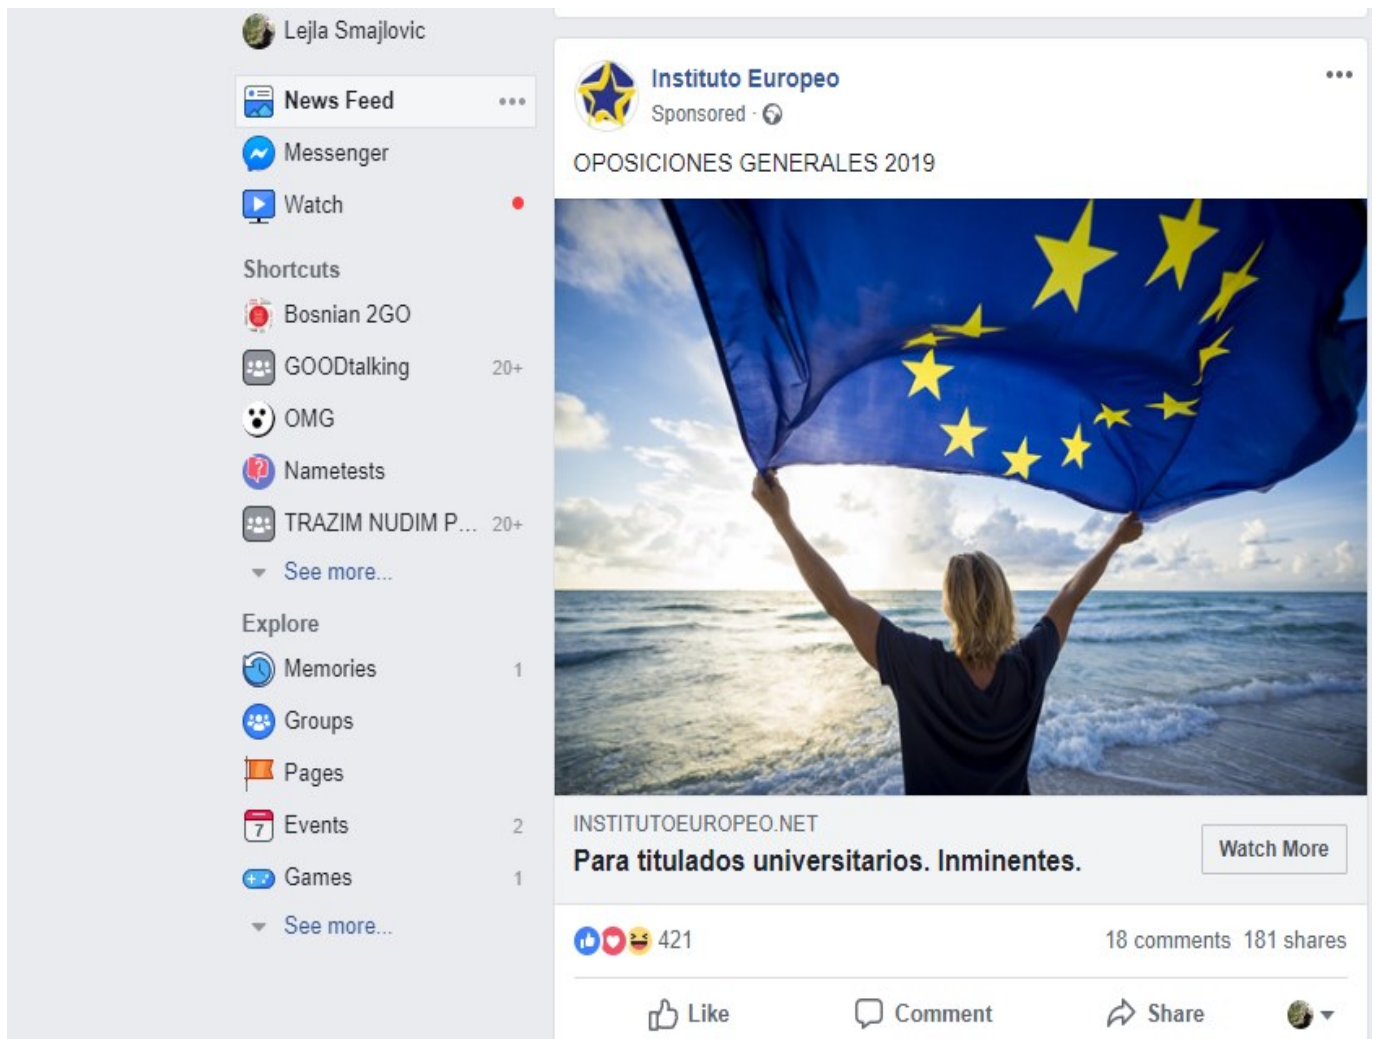 Lejla Smajlovic
News Feed
Messenger
Watch
Shortcuts
Bosnian 2GO
GOODtalking 20+
OMG
Nametests
TRAZIM NUDIM P... 20+
See more...
Explore
Memories 1
Groups
Pages
7 Events 2
Games 1
See more...
Instituto Europeo
Sponsored ·
OPOSICIONES GENERALES 2019
INSTITUTOEUROPEO.NET
Para titulados universitarios. Inminentes.
Watch More
421
18 comments 181 shares
Like Comment Share